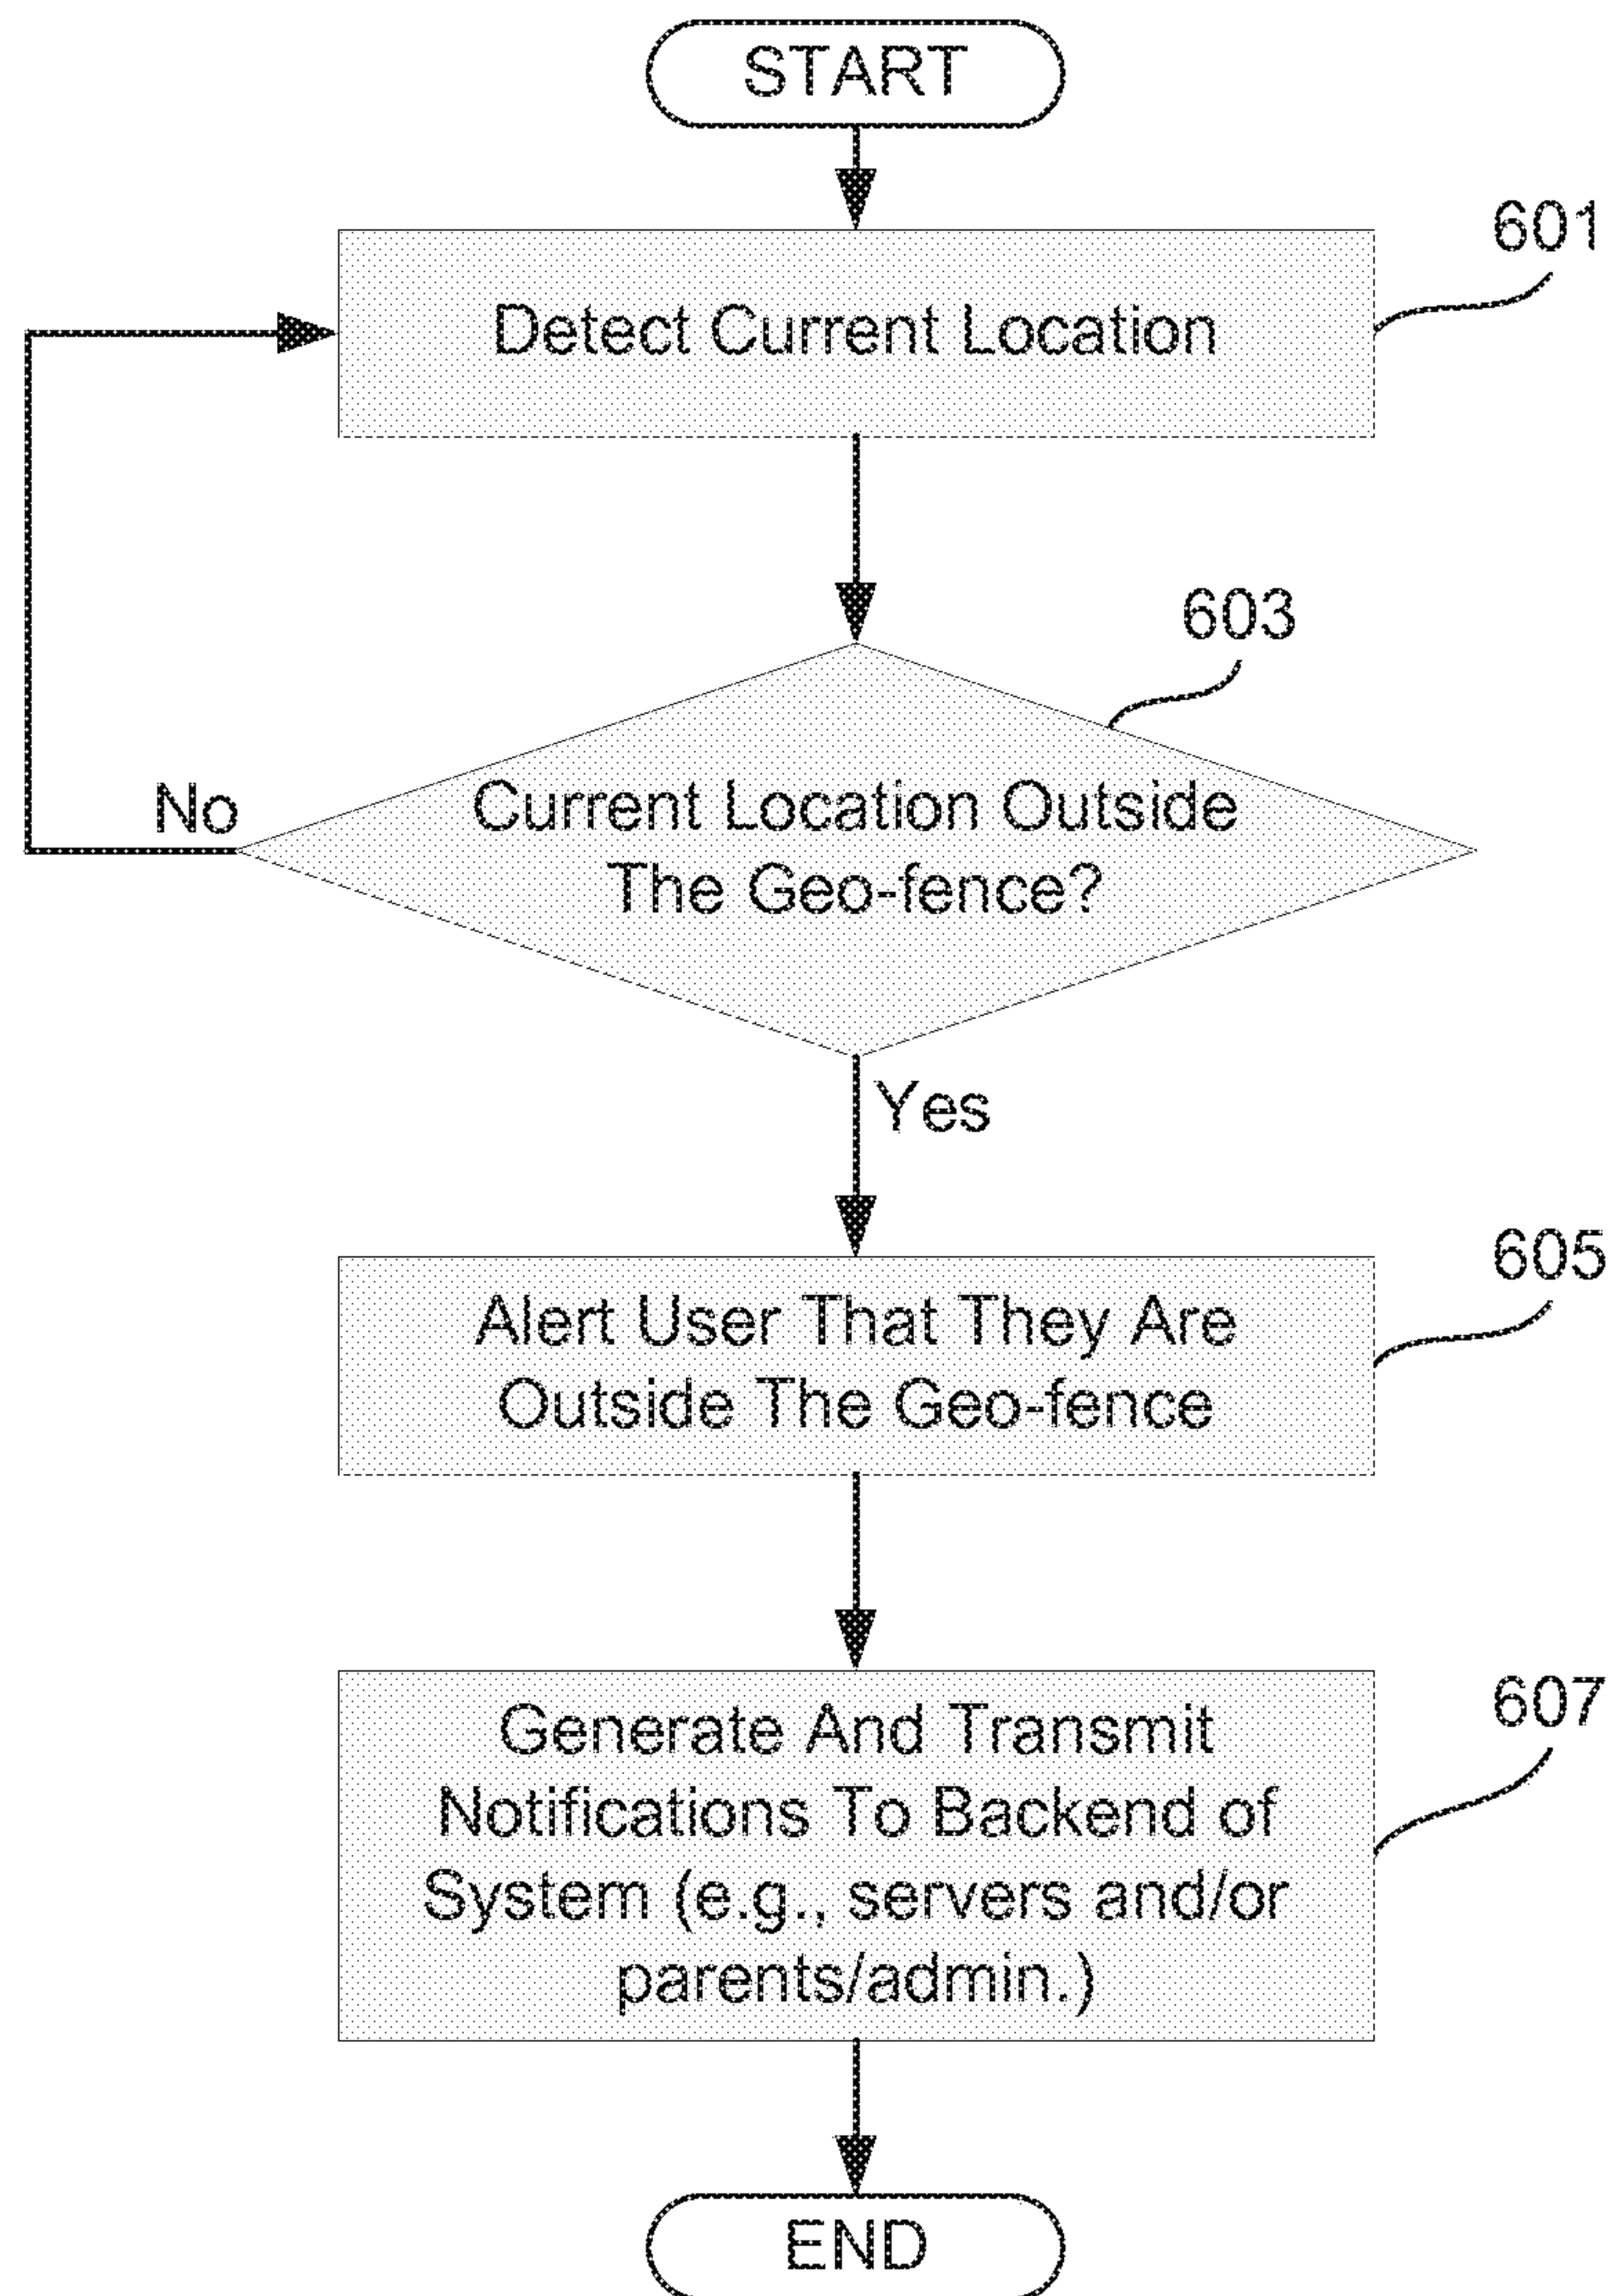 START
601
Detect Current Location
603
No
Current Location Outside
The Geo-fence?
Yes
605
Alert User That They Are
Outside The Geo-fence
607
Generate And Transmit
Notifications To Backend of
System (e.g., servers and/or
parents/admin.)
END